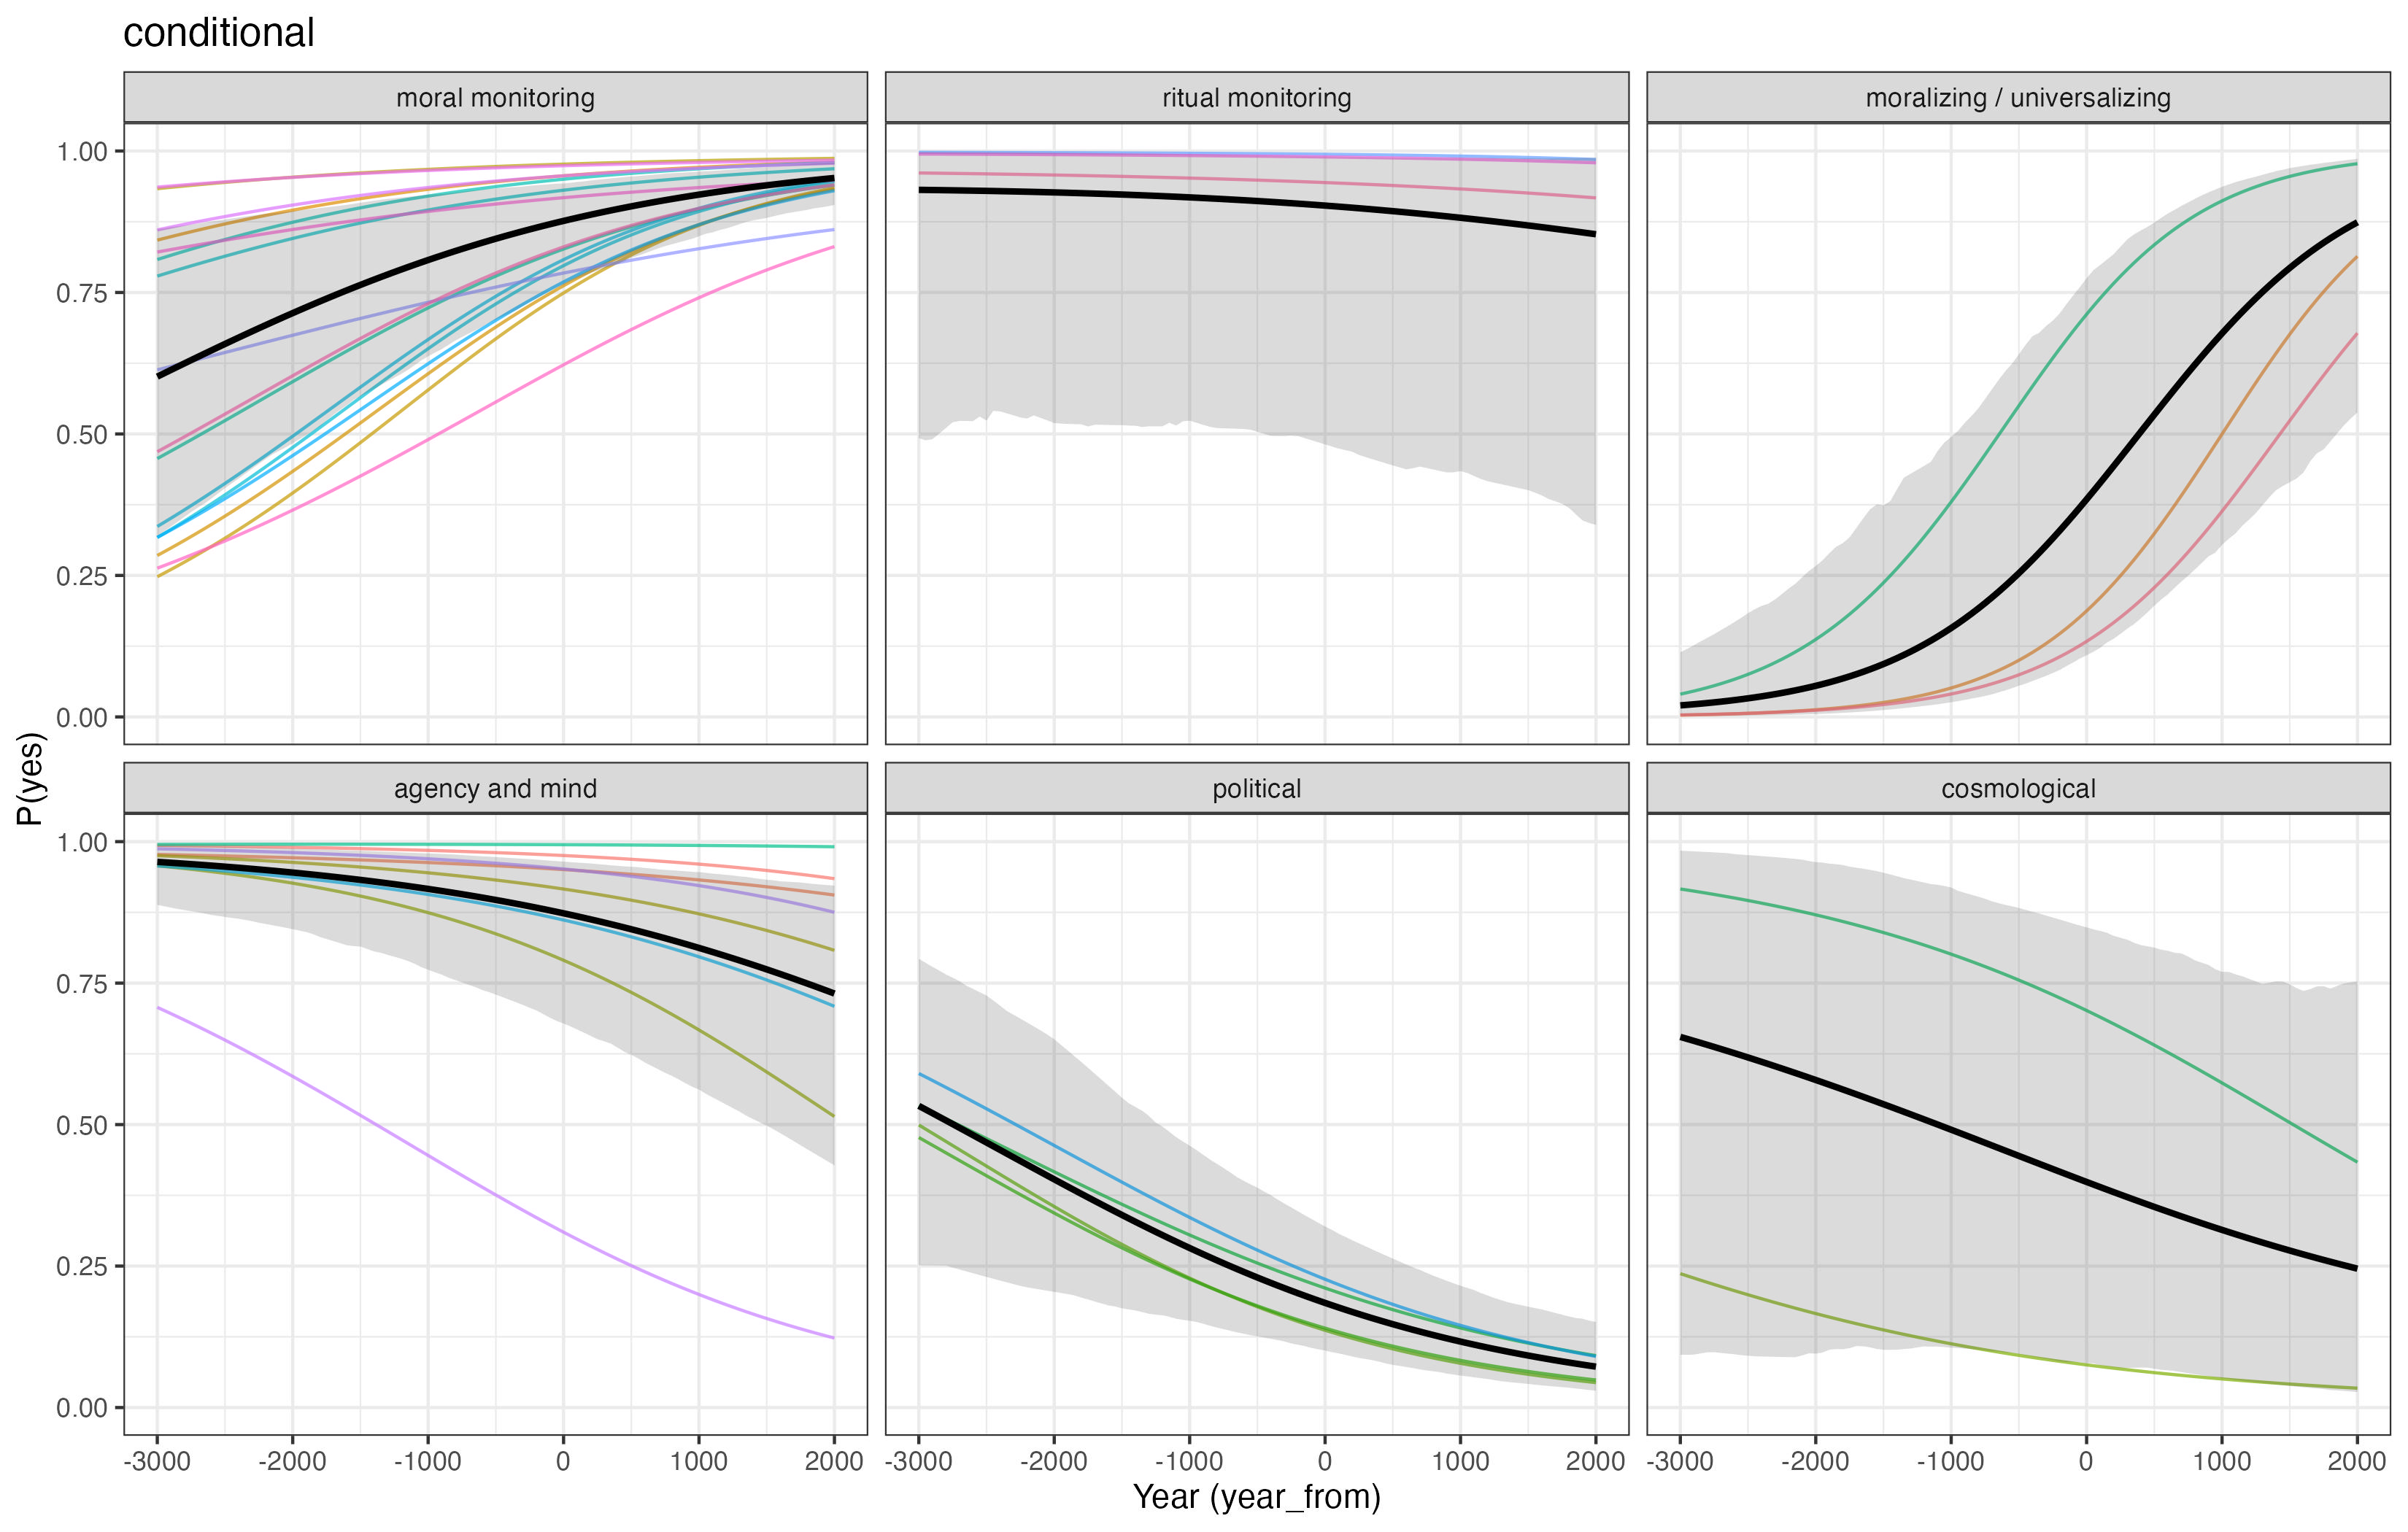 conditional
moral monitoring
ritual monitoring
moralizing / universalizing
1.00
0.75
0.50
0.25
0.00
agency and mind
political
cosmological
1.00
0.75
0.50
0.25
0.00
P(yes)
-3000 -2000 -1000 0 1000 2000
-3000 -2000 -1000 0 1000 2000
-3000 -2000 -1000 0 1000 2000
Year (year_from)